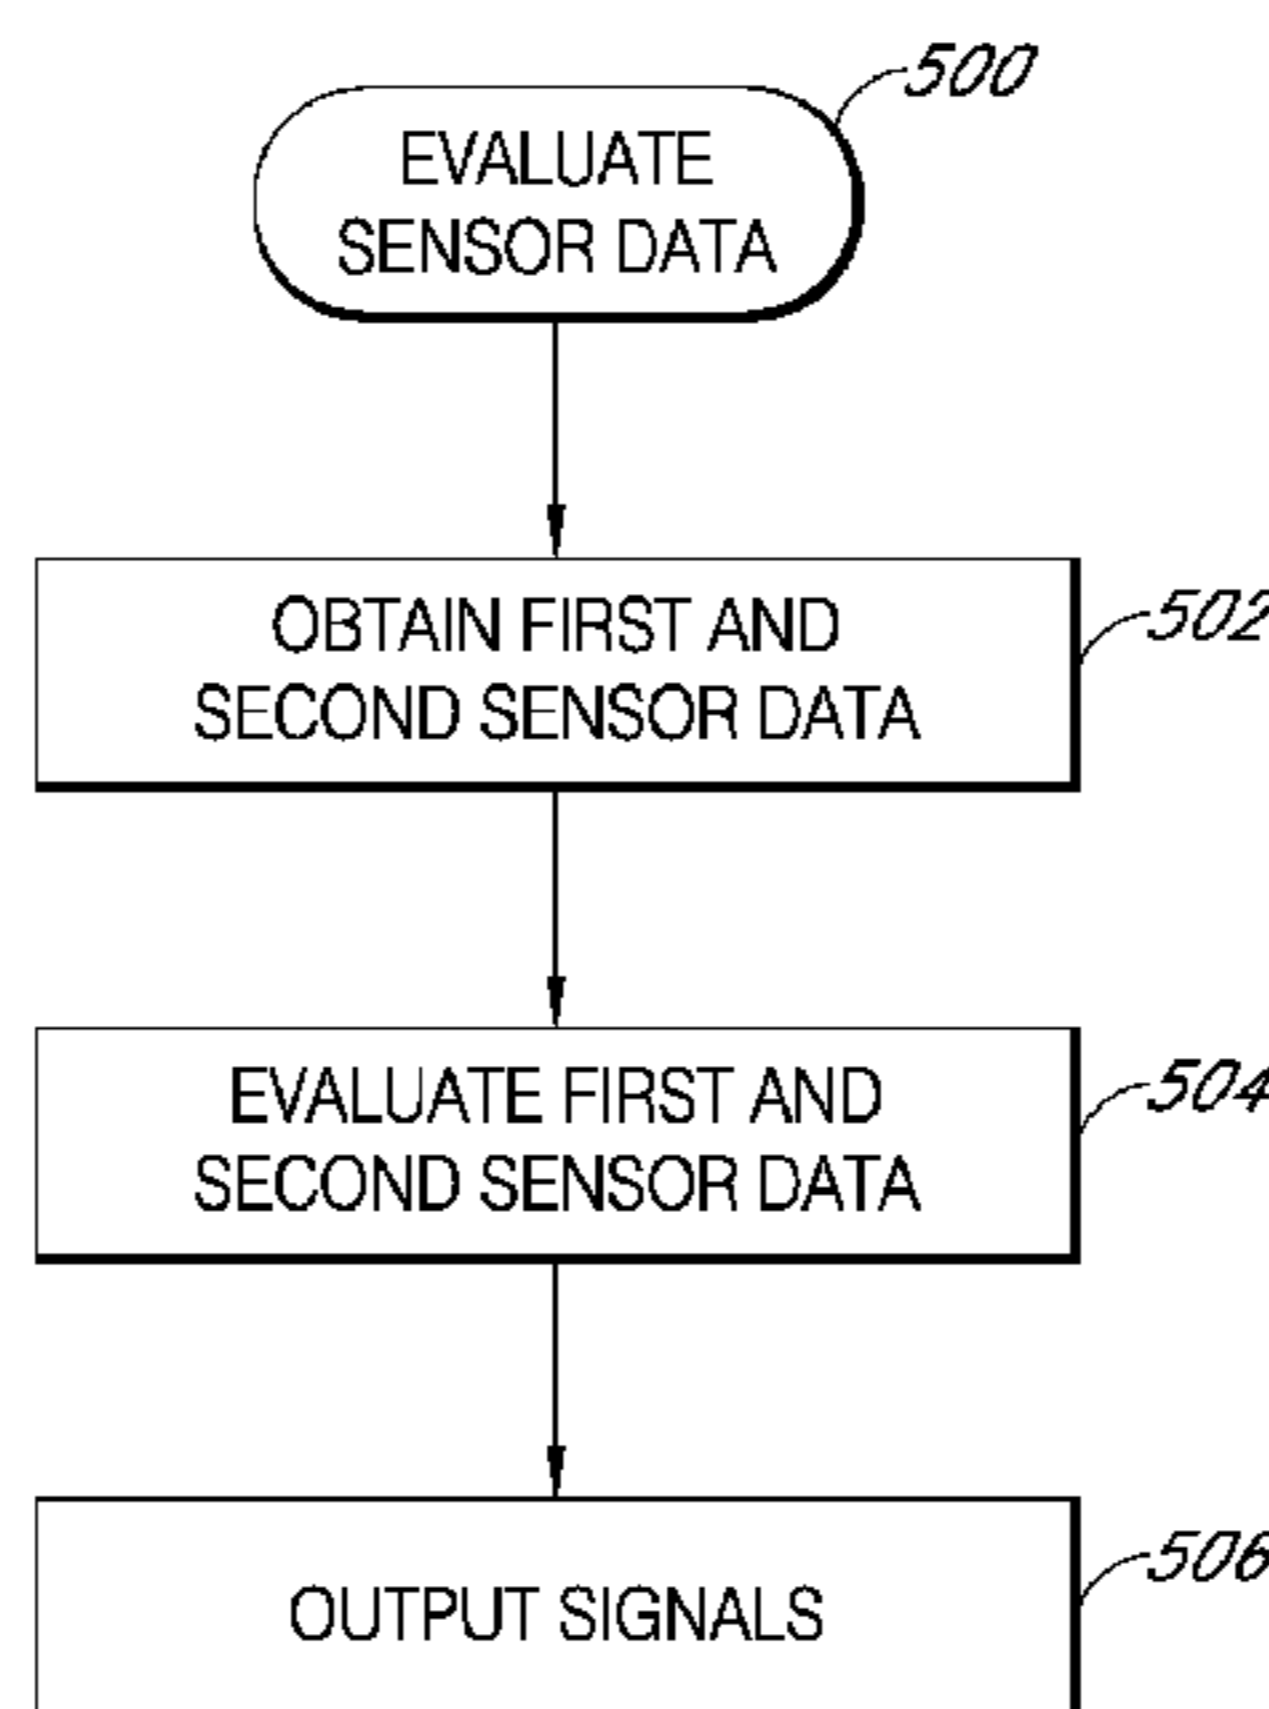 500
EVALUATE
SENSOR DATA
OBTAIN FIRST AND
SECOND SENSOR DATA
502
EVALUATE FIRST AND
SECOND SENSOR DATA
504
OUTPUT SIGNALS
506